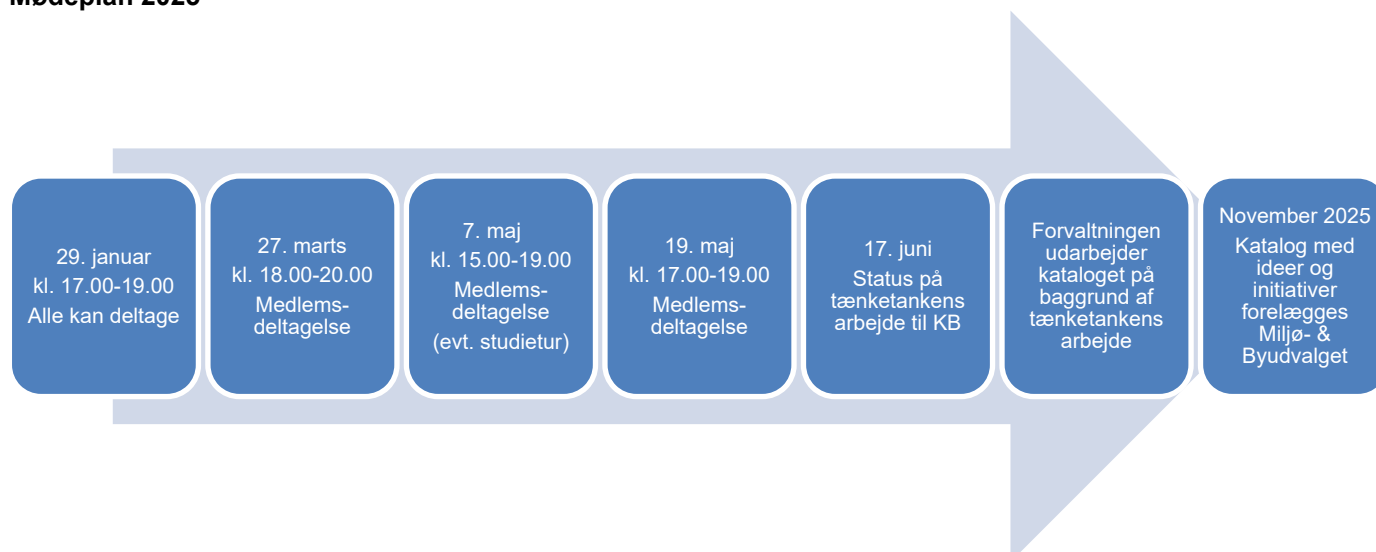 Mødeplan 2025
29. januar
kl. 17.00-19.00
Alle kan deltage
27. marts
kl. 18.00-20.00
Medlems-
deltagelse
7. maj
kl. 15.00-19.00
Medlems-
deltagelse
(evt. studietur)
19. maj
kl. 17.00-19.00
Medlems-
deltagelse
17. juni
Status på
tænketankens
arbejde til KB
Forvaltningen
udarbejder
kataloget på
baggrund af
tænketankens
arbejde
November 2025
Katalog med
ideer og
initiativer
forelægges
Miljø- &
Byudvalget